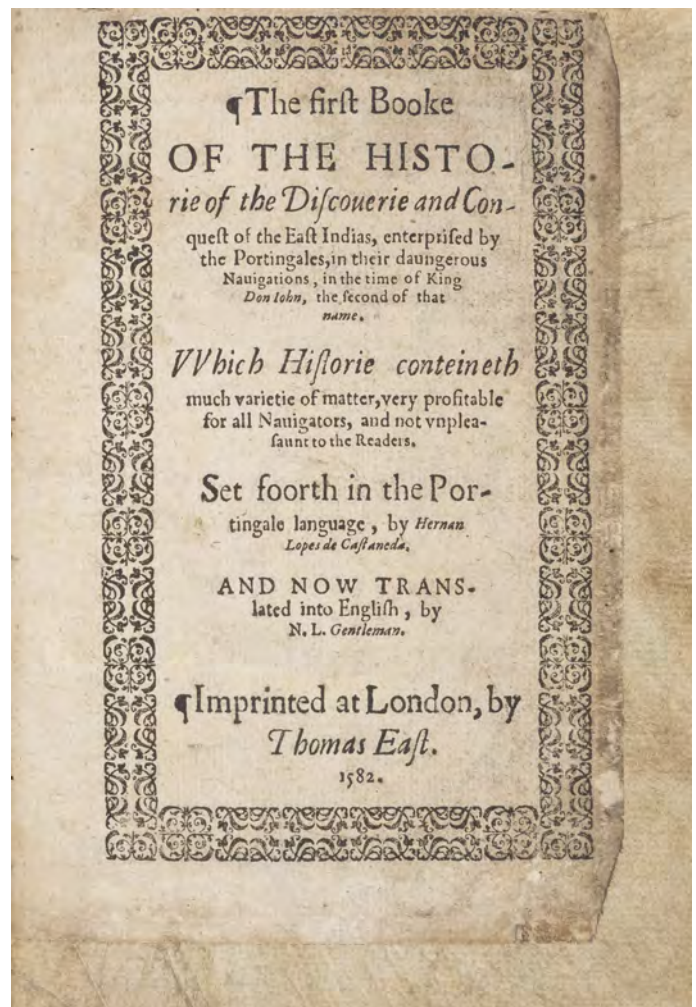 ¶The firſt Booke
OF THE HISTO-
rie of the Diſcouerie and Con-
queſt of the Eaſt Indias, enterpriſed by
the Portingales, in their daungerous
Nauigations, in the time of King
Don Iohn, the ſecond of that
name.
VVhich Hiſtorie conteineth
much varietie of matter, very profitable
for all Nauigators, and not vnplea-
ſaunt to the Readers.
Set foorth in the Por-
tingale language, by Hernan
Lopes de Caſtaneda.
AND NOW TRANS-
lated into Engliſh, by
N. L. Gentleman.
¶Imprinted at London, by
Thomas Eaſt.
1582.